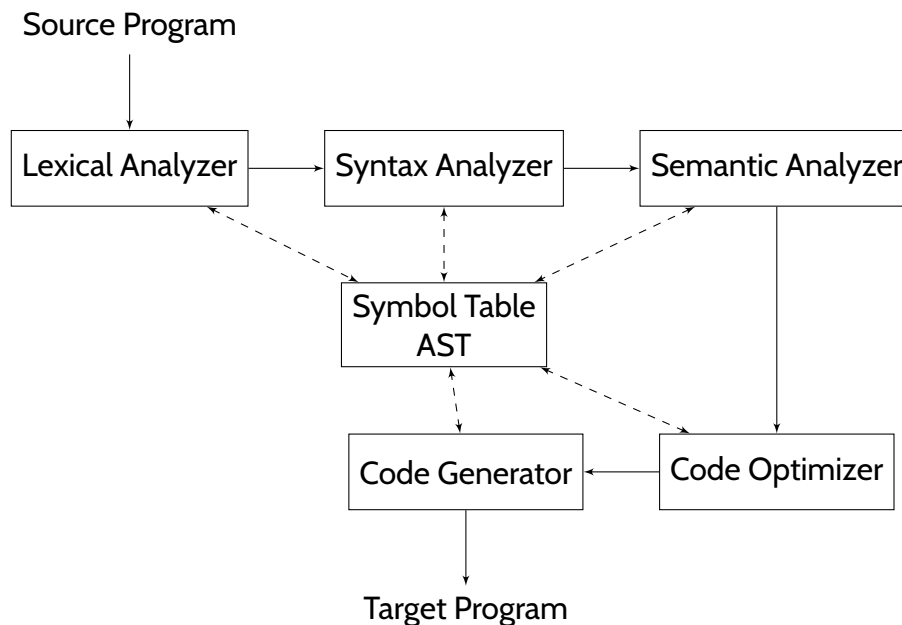 Source Program
Lexical Analyzer
Syntax Analyzer
Semantic Analyzer
Symbol Table
AST
Code Generator
Code Optimizer
Target Program